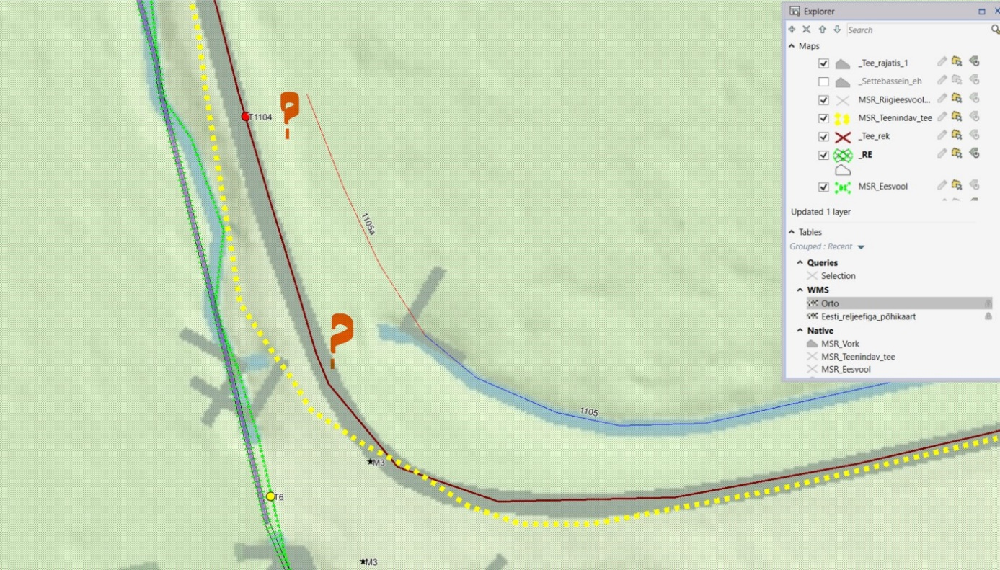 Explorer
Search
Maps
_Tee_rajatis_1
_Settebassein_eh
MSR_Riigieesvool...
MSR_Teenindav_tee
_Tee_rek
_RE
MSR_Eesvool
Updated 1 layer
Tables
Grouped : Recent
Queries
Selection
WMS
Orto
Eesti_reljeefiga_põhikaart
Native
MSR_Vork
MSR_Teenindav_tee
MSR_Eesvool
?
T1104
1105a
?
1105
M3
T6
M3